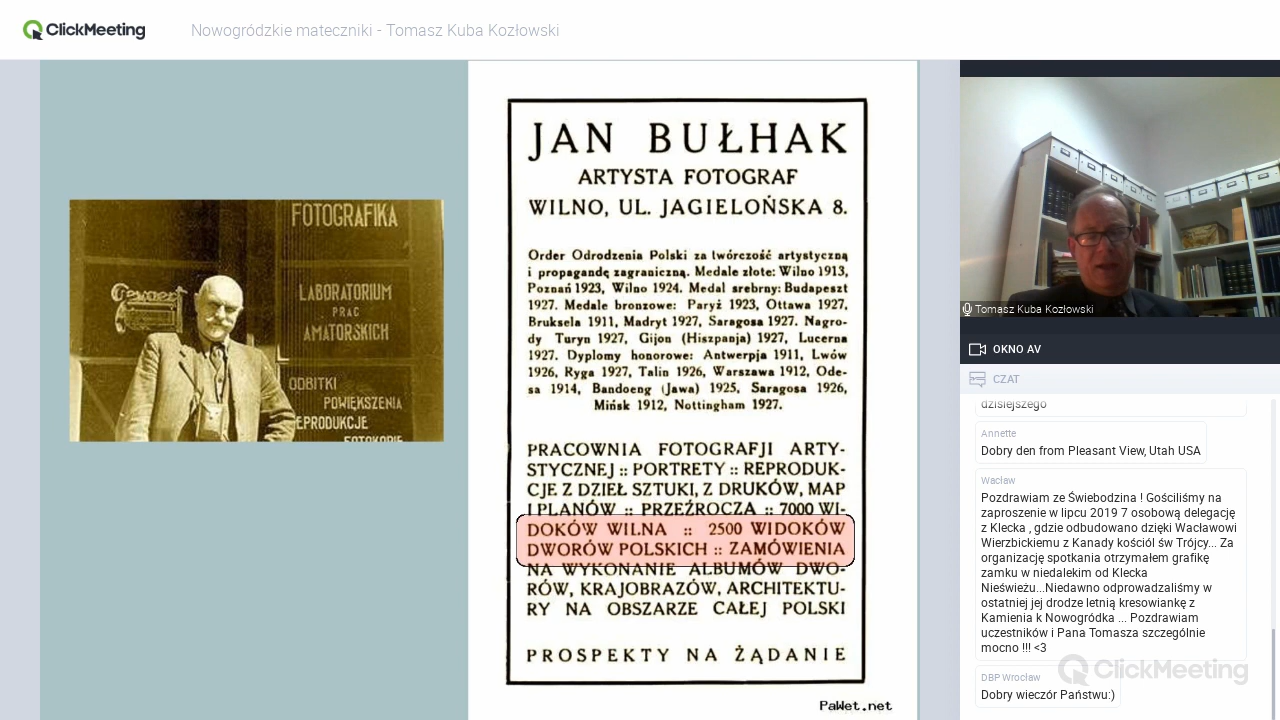 ClickMeeting
Nowogródzkie mateczniki - Tomasz Kuba Kozłowski
FOTOGRAFIKA
LABORATORIUM
PRAC
AMATORSKICH
ODBITKI
POWIĘKSZENIA
EPRODUKCJE
FOTOKOPIE
JAN BUŁHAK
ARTYSTA FOTOGRAF
WILNO, UL. JAGIELOŃSKA 8.
Order Odrodzenia Polski za twórczość artystyczną
i propagandę zagraniczną. Medale złote: Wilno 1913,
Poznań 1923, Wilno 1924. Medal srebrny: Budapeszt
1927. Medale bronzowe: Paryż 1923, Ottawa 1927,
Bruksela 1911, Madryt 1927, Saragosa 1927. Nagro-
dy Turyn 1927, Gijon (Hiszpanja) 1927, Lucerna
1927. Dyplomy honorowe: Antwerpja 1911, Lwów
1926, Ryga 1927, Talin 1926, Warszawa 1912, Ode-
sa 1914, Bandoeng (Jawa) 1925, Saragosa 1926,
Mińsk 1912, Nottingham 1927.
PRACOWNIA FOTOGRAFJI ARTY-
STYCZNEJ :: PORTRETY :: REPRODUK-
CJE Z DZIEŁ SZTUKI, Z DRUKÓW, MAP
I PLANÓW :: PRZEŹROCZA :: 7000 WI-
DOKÓW WILNA :: 2500 WIDOKÓW
DWORÓW POLSKICH :: ZAMÓWIENIA
NA WYKONANIE ALBUMÓW DWO-
RÓW, KRAJOBRAZÓW, ARCHITEKTU-
RY NA OBSZARZE CAŁEJ POLSKI
PROSPEKTY NA ŻĄDANIE
PaWet.net
Tomasz Kuba Kozłowski
OKNO AV
CZAT
dzisiejszego
Annette
Dobry den from Pleasant View, Utah USA
Wacław
Pozdrawiam ze Świebodzina ! Gościliśmy na
zaproszenie w lipcu 2019 7 osobową delegację
z Klecka , gdzie odbudowano dzięki Wacławowi
Wierzbickiemu z Kanady kościól św Trójcy... Za
organizację spotkania otrzymałem grafikę
zamku w niedalekim od Klecka
Nieświeżu...Niedawno odprowadzaliśmy w
ostatniej jej drodze letnią kresowiankę z
Kamienia k Nowogródka ... Pozdrawiam
uczestników i Pana Tomasza szczególnie
mocno !!! <3
ClickMeeting
DBP Wrocław
Dobry wieczór Państwu:)